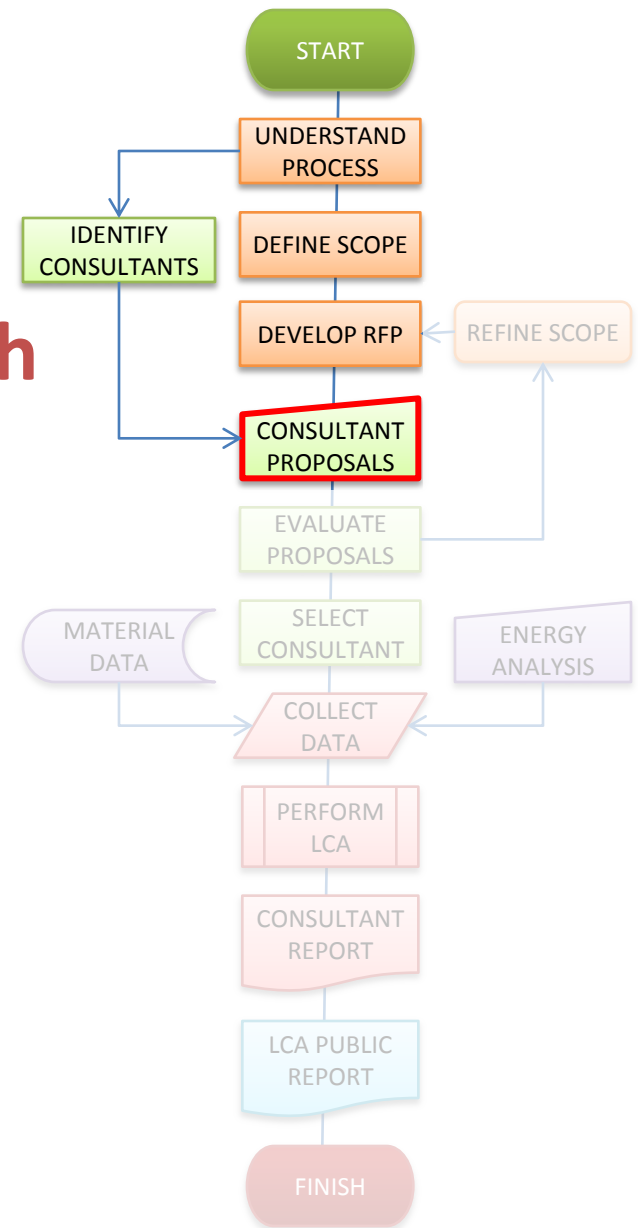 START
UNDERSTAND
PROCESS
IDENTIFY
CONSULTANTS
DEFINE SCOPE
h
DEVELOP RFP
REFINE SCOPE
CONSULTANT
PROPOSALS
EVALUATE
PROPOSALS
SELECT
CONSULTANT
MATERIAL
DATA
ENERGY
ANALYSIS
COLLECT
DATA
PERFORM
LCA
CONSULTANT
REPORT
LCA PUBLIC
REPORT
FINISH